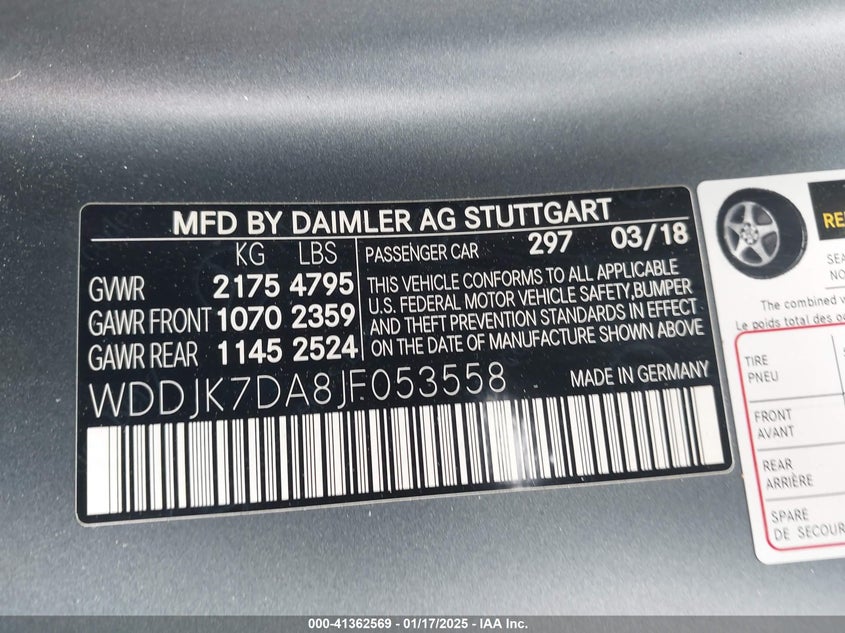 MFD BY DAIMLER AG STUTTGART
KG LBS
GVWR 2175 4795
GAWR FRONT 1070 2359
GAWR REAR 1145 2524
PASSENGER CAR 297 03/18
THIS VEHICLE CONFORMS TO ALL APPLICABLE
U.S. FEDERAL MOTOR VEHICLE SAFETY,BUMPER
AND THEFT PREVENTION STANDARDS IN EFFECT
ON THE DATE OF MANUFACTURE SHOWN ABOVE
WDDJK7DA8JF053558 MADE IN GERMANY
The combined
Le poids total des
TIRE
PNEU
FRONT
AVANT
REAR
ARRIÈRE
SPARE
DE SECOUR
000-41362569 — 01/17/2025 — IAA Inc.